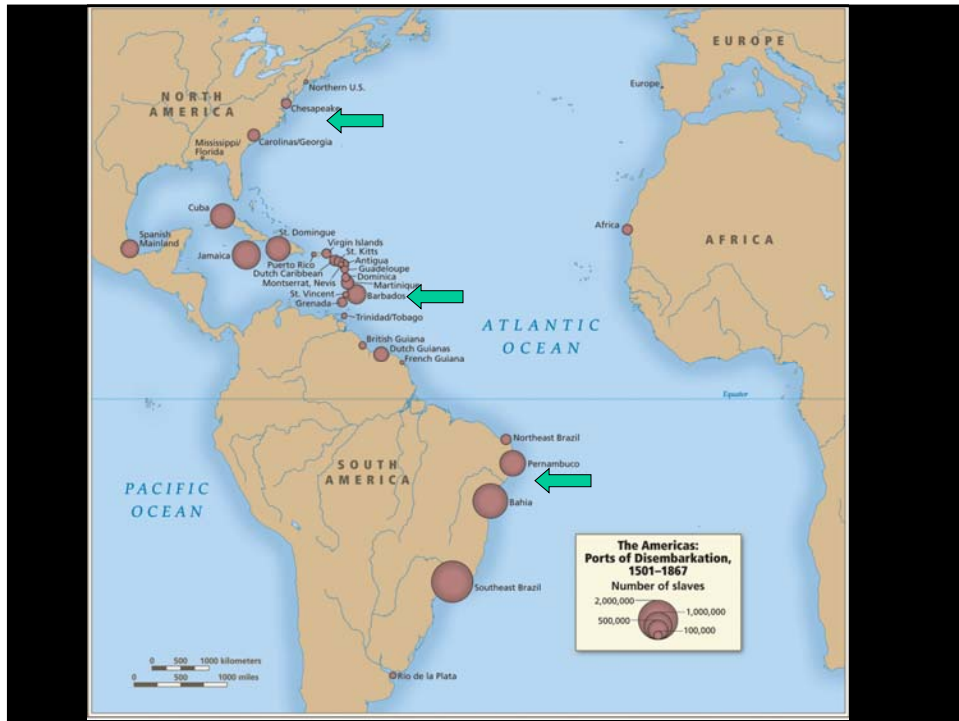 EUROPE
Europe
Northern U.S.
NORTH
AMERICA
Chesapeake
Mississippi/
Florida
Carolinas/Georgia
Cuba
St. Domingue
Spanish
Mainland
Jamaica
Virgin Islands
St. Kitts
Puerto Rico
Antigua
Dutch Caribbean
Guadeloupe
Montserrat, Nevis
Dominica
Martinique
St. Vincent
Barbados
Grenada
Trinidad/Tobago
Africa
AFRICA
ATLANTIC
OCEAN
British Guiana
Dutch Guianas
French Guiana
Equator
Northeast Brazil
SOUTH
AMERICA
Pernambuco
PACIFIC
OCEAN
Bahia
Southeast Brazil
The Americas:
Ports of Disembarkation,
1501–1867
Number of slaves
2,000,000
1,000,000
500,000
100,000
0 500 1000 kilometers
0 500 1000 miles
Rio de la Plata